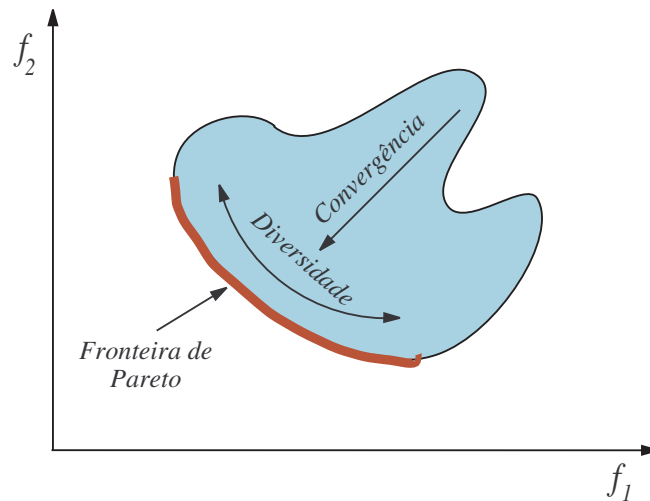 f2
Convergência
Diversidade
Fronteira de
Pareto
f1